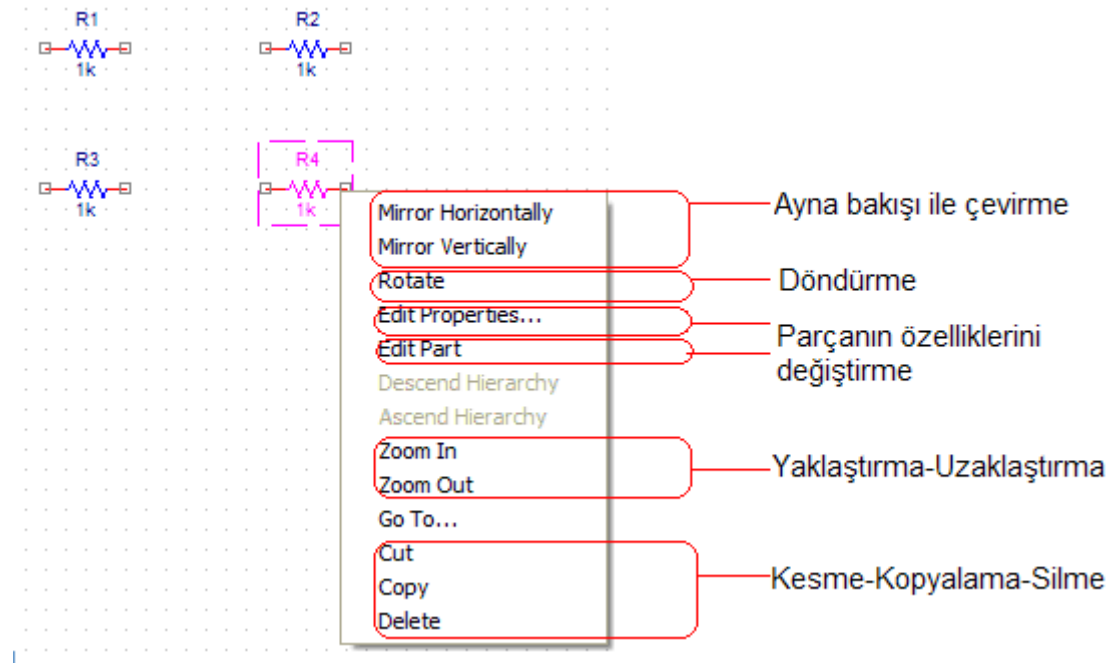 R1
1k
R2
1k
R3
1k
R4
1k
Mirror Horizontally
Mirror Vertically
Rotate
Edit Properties...
Edit Part
Descend Hierarchy
Ascend Hierarchy
Zoom In
Zoom Out
Go To...
Cut
Copy
Delete
Ayna bakışı ile çevirme
Döndürme
Parçanın özelliklerini
değiştirme
Yaklaştırma-Uzaklaştırma
Kesme-Kopyalama-Silme